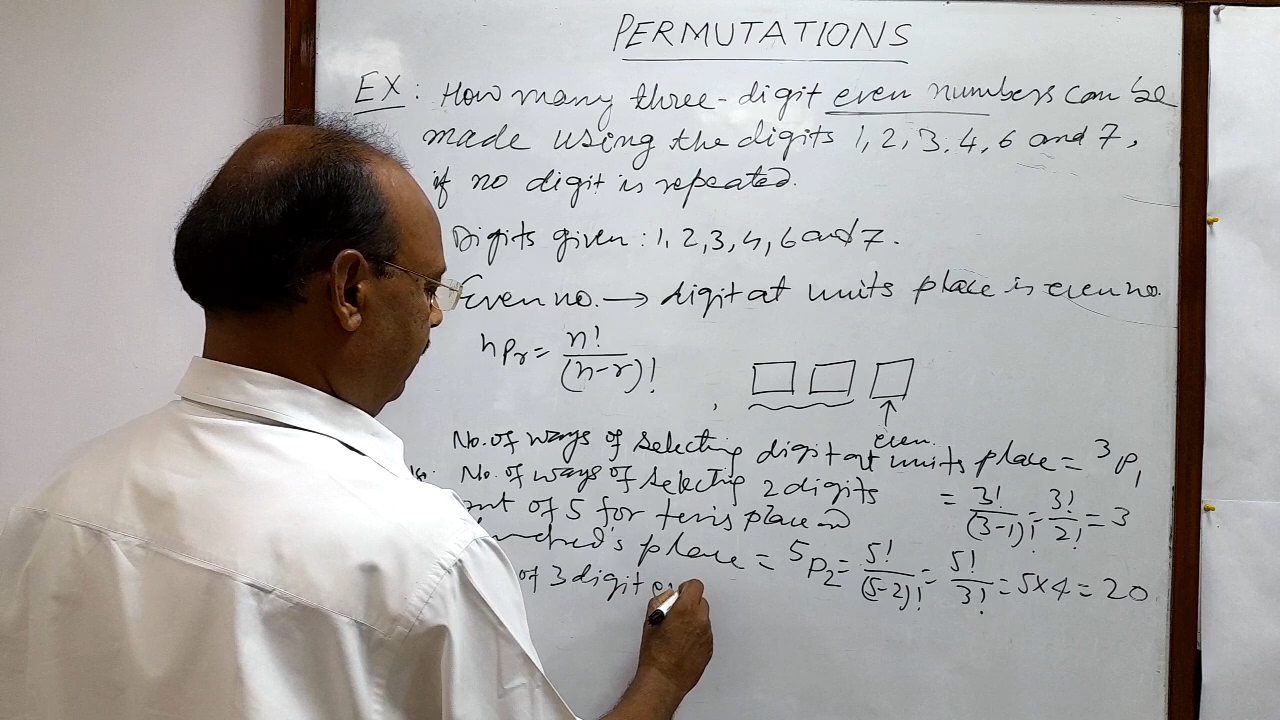 PERMUTATIONS
EX: How many three-digit even numbers can be
made using the digits 1, 2, 3, 4, 6 and 7,
if no digit is repeated.
Digits given: 1, 2, 3, 4, 6 and 7.
Even no. → digit at units place is even no.
nPr = n!/(n-r)!
even.
No. of ways of selecting digit at units place = ³P₁
= 3!/(3-1)! = 3!/2! = 3
No. of ways of selecting 2 digits
out of 5 for ten's place and
hundred's place = ⁵P₂ = 5!/(5-2)! = 5!/3! = 5×4 = 20
of 3 digit